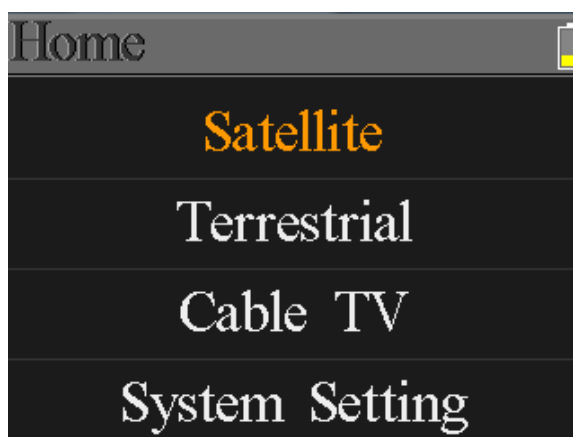 Home
Satellite
Terrestrial
Cable TV
System Setting